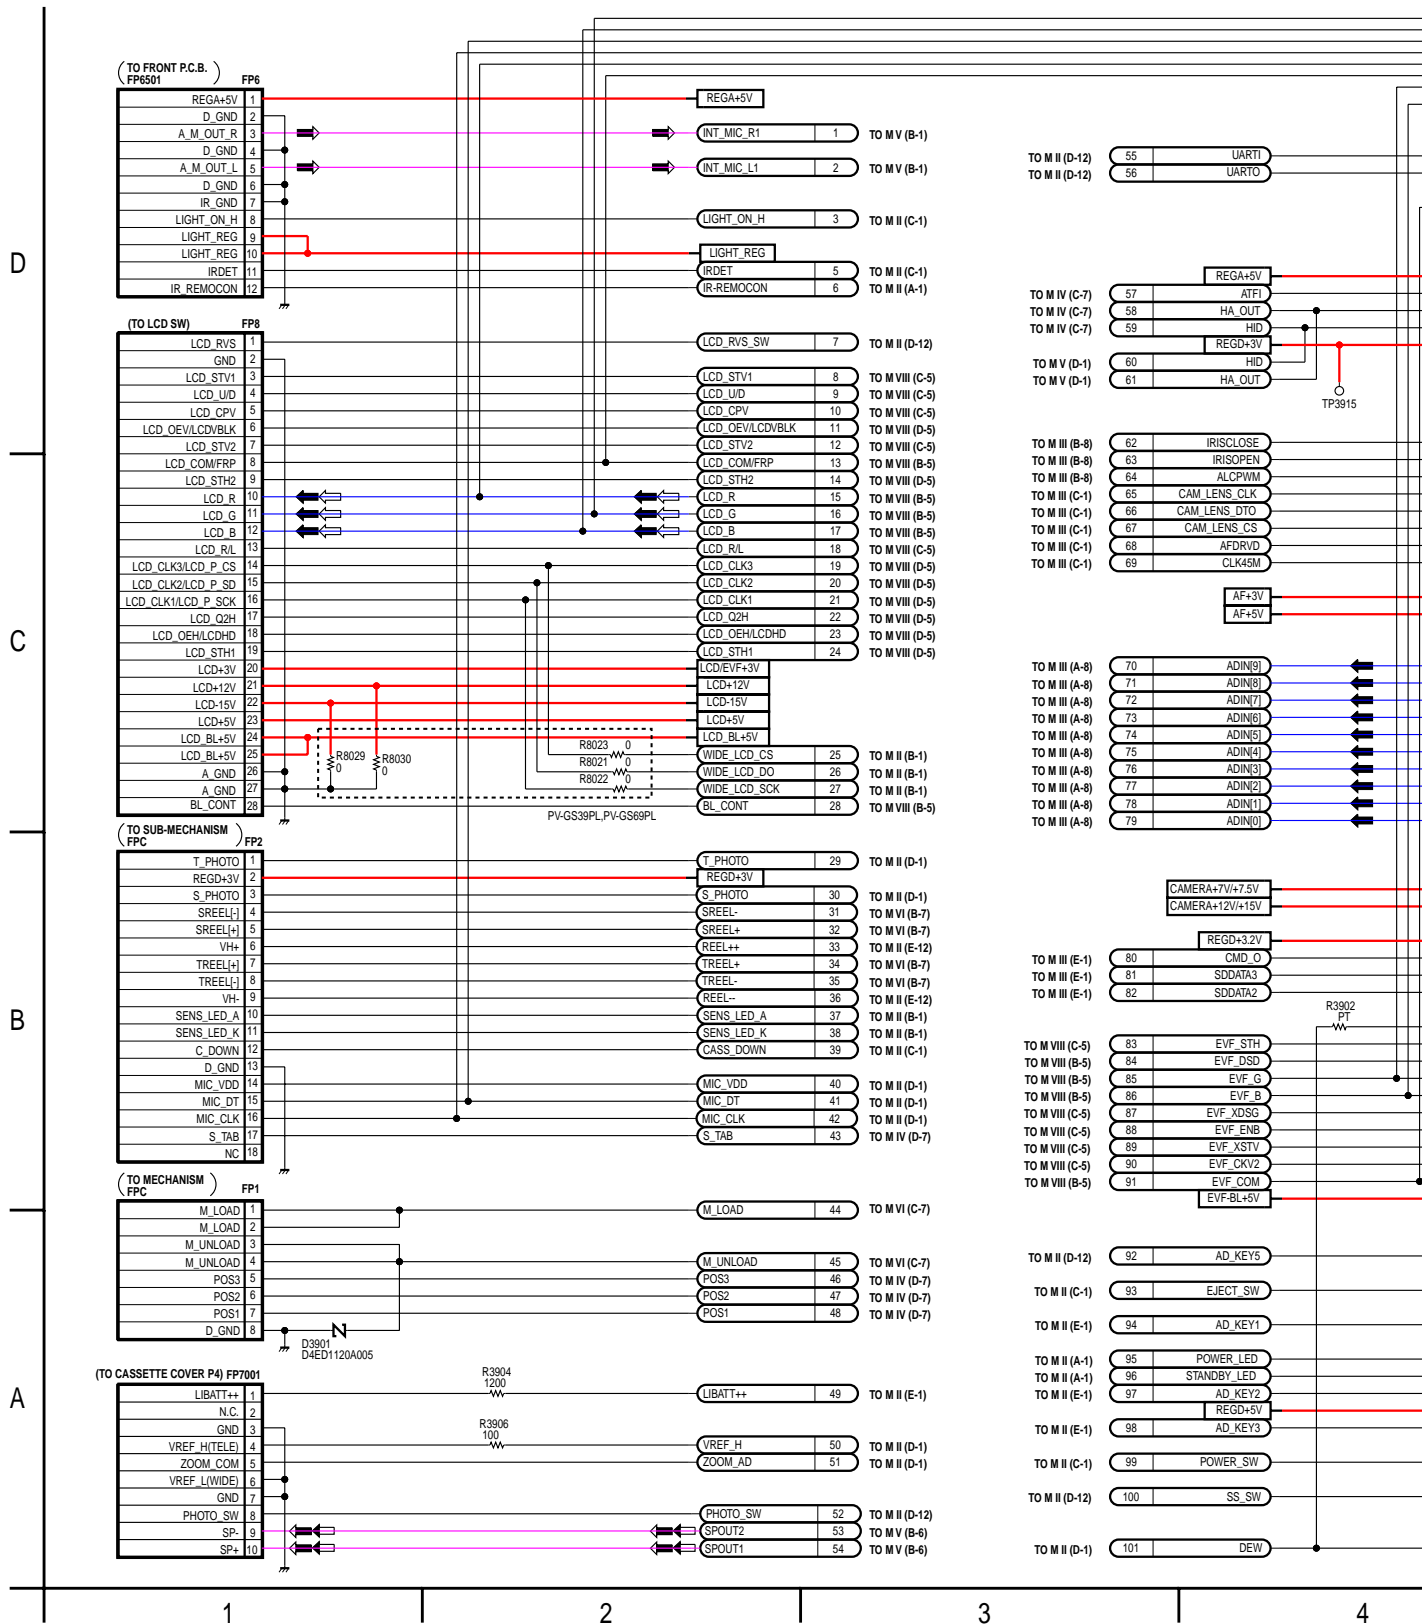 (TO FRONT P.C.B.
FP6501) FP6
REGA+5V 1 REGA+5V
D_GND 2
A_M_OUT_R 3 INT_MIC_R1 1 TO M V (B-1)
D_GND 4
A_M_OUT_L 5 INT_MIC_L1 2 TO M V (B-1)
D_GND 6
IR_GND 7
LIGHT_ON_H 8 LIGHT_ON_H 3 TO M II (C-1)
LIGHT_REG 9
LIGHT_REG 10 LIGHT_REG
IRDET 11 IRDET 5 TO M II (C-1)
IR_REMOCON 12 IR-REMOCON 6 TO M II (A-1)
(TO LCD SW) FP8
LCD_RVS 1 LCD_RVS_SW 7 TO M II (D-12)
GND 2
LCD_STV1 3 LCD_STV1 8 TO M VIII (C-5)
LCD_U/D 4 LCD_U/D 9 TO M VIII (C-5)
LCD_CPV 5 LCD_CPV 10 TO M VIII (C-5)
LCD_OEV/LCDVBLK 6 LCD_OEV/LCDVBLK 11 TO M VIII (D-5)
LCD_STV2 7 LCD_STV2 12 TO M VIII (C-5)
LCD_COM/FRP 8 LCD_COM/FRP 13 TO M VIII (B-5)
LCD_STH2 9 LCD_STH2 14 TO M VIII (D-5)
LCD_R 10 LCD_R 15 TO M VIII (B-5)
LCD_G 11 LCD_G 16 TO M VIII (B-5)
LCD_B 12 LCD_B 17 TO M VIII (B-5)
LCD_R/L 13 LCD_R/L 18 TO M VIII (C-5)
LCD_CLK3/LCD_P_CS 14 LCD_CLK3 19 TO M VIII (D-5)
LCD_CLK2/LCD_P_SD 15 LCD_CLK2 20 TO M VIII (D-5)
LCD_CLK1/LCD_P_SCK 16 LCD_CLK1 21 TO M VIII (D-5)
LCD_Q2H 17 LCD_Q2H 22 TO M VIII (D-5)
LCD_OEH/LCDHD 18 LCD_OEH/LCDHD 23 TO M VIII (D-5)
LCD_STH1 19 LCD_STH1 24 TO M VIII (D-5)
LCD+3V 20 LCD/EVF+3V
LCD+12V 21 LCD+12V
LCD-15V 22 LCD-15V
LCD+5V 23 LCD+5V
LCD_BL+5V 24 LCD_BL+5V
LCD_BL+5V 25 R8029 0 R8030 0 R8023 0 WIDE_LCD_CS 25 TO M II (B-1)
A_GND 26 R8021 0 WIDE_LCD_DO 26 TO M II (B-1)
A_GND 27 R8022 0 WIDE_LCD_SCK 27 TO M II (B-1)
BL_CONT 28 BL_CONT 28 TO M VIII (B-5)
PV-GS39PL,PV-GS69PL
(TO SUB-MECHANISM
FPC) FP2
T_PHOTO 1 T_PHOTO 29 TO M II (D-1)
REGD+3V 2 REGD+3V
S_PHOTO 3 S_PHOTO 30 TO M II (D-1)
SREEL[-] 4 SREEL- 31 TO M VI (B-7)
SREEL[+] 5 SREEL+ 32 TO M VI (B-7)
VH+ 6 REEL++ 33 TO M II (E-12)
TREEL[+] 7 TREEL+ 34 TO M VI (B-7)
TREEL[-] 8 TREEL- 35 TO M VI (B-7)
VH- 9 REEL-- 36 TO M II (E-12)
SENS_LED_A 10 SENS_LED_A 37 TO M II (B-1)
SENS_LED_K 11 SENS_LED_K 38 TO M II (B-1)
C_DOWN 12 CASS_DOWN 39 TO M II (C-1)
D_GND 13
MIC_VDD 14 MIC_VDD 40 TO M II (D-1)
MIC_DT 15 MIC_DT 41 TO M II (D-1)
MIC_CLK 16 MIC_CLK 42 TO M II (D-1)
S_TAB 17 S_TAB 43 TO M IV (D-7)
NC 18
(TO MECHANISM
FPC) FP1
M_LOAD 1 M_LOAD 44 TO M VI (C-7)
M_LOAD 2
M_UNLOAD 3
M_UNLOAD 4 M_UNLOAD 45 TO M VI (C-7)
POS3 5 POS3 46 TO M IV (D-7)
POS2 6 POS2 47 TO M IV (D-7)
POS1 7 POS1 48 TO M IV (D-7)
D_GND 8
D3901
D4ED1120A005
(TO CASSETTE COVER P4) FP7001
LIBATT++ 1 R3904 1200 LIBATT++ 49 TO M II (E-1)
N.C. 2
GND 3
VREF_H(TELE) 4 R3906 100 VREF_H 50 TO M II (D-1)
ZOOM_COM 5 ZOOM_AD 51 TO M II (D-1)
VREF_L(WIDE) 6
GND 7
PHOTO_SW 8 PHOTO_SW 52 TO M II (D-12)
SP- 9 SPOUT2 53 TO M V (B-6)
SP+ 10 SPOUT1 54 TO M V (B-6)
TO M II (D-12) 55 UARTI
TO M II (D-12) 56 UARTO
REGA+5V
TO M IV (C-7) 57 ATFI
TO M IV (C-7) 58 HA_OUT
TO M IV (C-7) 59 HID
REGD+3V
TO M V (D-1) 60 HID
TO M V (D-1) 61 HA_OUT
TP3915
TO M III (B-8) 62 IRISCLOSE
TO M III (B-8) 63 IRISOPEN
TO M III (B-8) 64 ALCPWM
TO M III (C-1) 65 CAM_LENS_CLK
TO M III (C-1) 66 CAM_LENS_DTO
TO M III (C-1) 67 CAM_LENS_CS
TO M III (C-1) 68 AFDRVD
TO M III (C-1) 69 CLK45M
AF+3V
AF+5V
TO M III (A-8) 70 ADIN[9]
TO M III (A-8) 71 ADIN[8]
TO M III (A-8) 72 ADIN[7]
TO M III (A-8) 73 ADIN[6]
TO M III (A-8) 74 ADIN[5]
TO M III (A-8) 75 ADIN[4]
TO M III (A-8) 76 ADIN[3]
TO M III (A-8) 77 ADIN[2]
TO M III (A-8) 78 ADIN[1]
TO M III (A-8) 79 ADIN[0]
CAMERA+7V/+7.5V
CAMERA+12V/+15V
REGD+3.2V
TO M III (E-1) 80 CMD_O
TO M III (E-1) 81 SDDATA3
TO M III (E-1) 82 SDDATA2
R3902
PT
TO M VIII (C-5) 83 EVF_STH
TO M VIII (B-5) 84 EVF_DSD
TO M VIII (B-5) 85 EVF_G
TO M VIII (B-5) 86 EVF_B
TO M VIII (C-5) 87 EVF_XDSG
TO M VIII (C-5) 88 EVF_ENB
TO M VIII (C-5) 89 EVF_XSTV
TO M VIII (C-5) 90 EVF_CKV2
TO M VIII (B-5) 91 EVF_COM
EVF-BL+5V
TO M II (D-12) 92 AD_KEY5
TO M II (C-1) 93 EJECT_SW
TO M II (E-1) 94 AD_KEY1
TO M II (A-1) 95 POWER_LED
TO M II (A-1) 96 STANDBY_LED
TO M II (E-1) 97 AD_KEY2
REGD+5V
TO M II (E-1) 98 AD_KEY3
TO M II (C-1) 99 POWER_SW
TO M II (D-12) 100 SS_SW
TO M II (D-1) 101 DEW
D
C
B
A
1 2 3 4